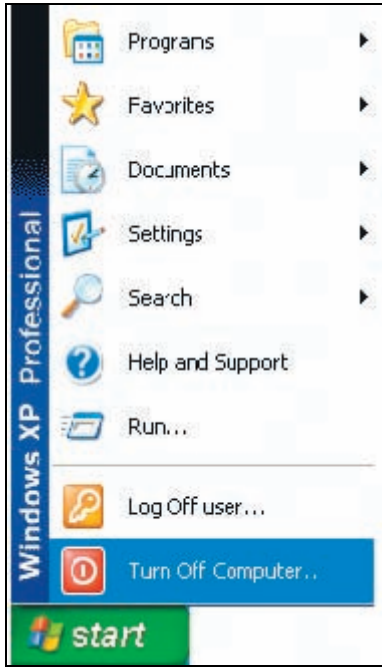 Programs
Favorites
Documents
Settings
Search
Help and Support
Run...
Log Off user...
Turn Off Computer..
Windows XP Professional
start